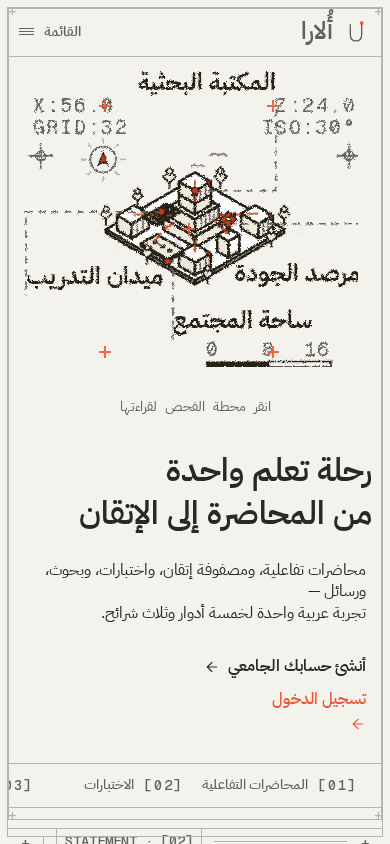 أُلارا
القائمة
المكتبة البحثية
X:56.0
Z:24.0
GRID:32
ISO:30°
مرصد الجودة
ميدان التدريب
ساحة المجتمع
0 8 16
انقر محطة الفحص لقراءتها
رحلة تعلم واحدة
من المحاضرة إلى الإتقان
محاضرات تفاعلية، ومصفوفة إتقان، واختبارات، وبحوث،
ورسائل —
تجربة عربية واحدة لخمسة أدوار وثلاث شرائح.
أنشئ حسابك الجامعي ←
تسجيل الدخول
←
[01] المحاضرات التفاعلية [02] الاختبارات [03
STATEMENT · [02]